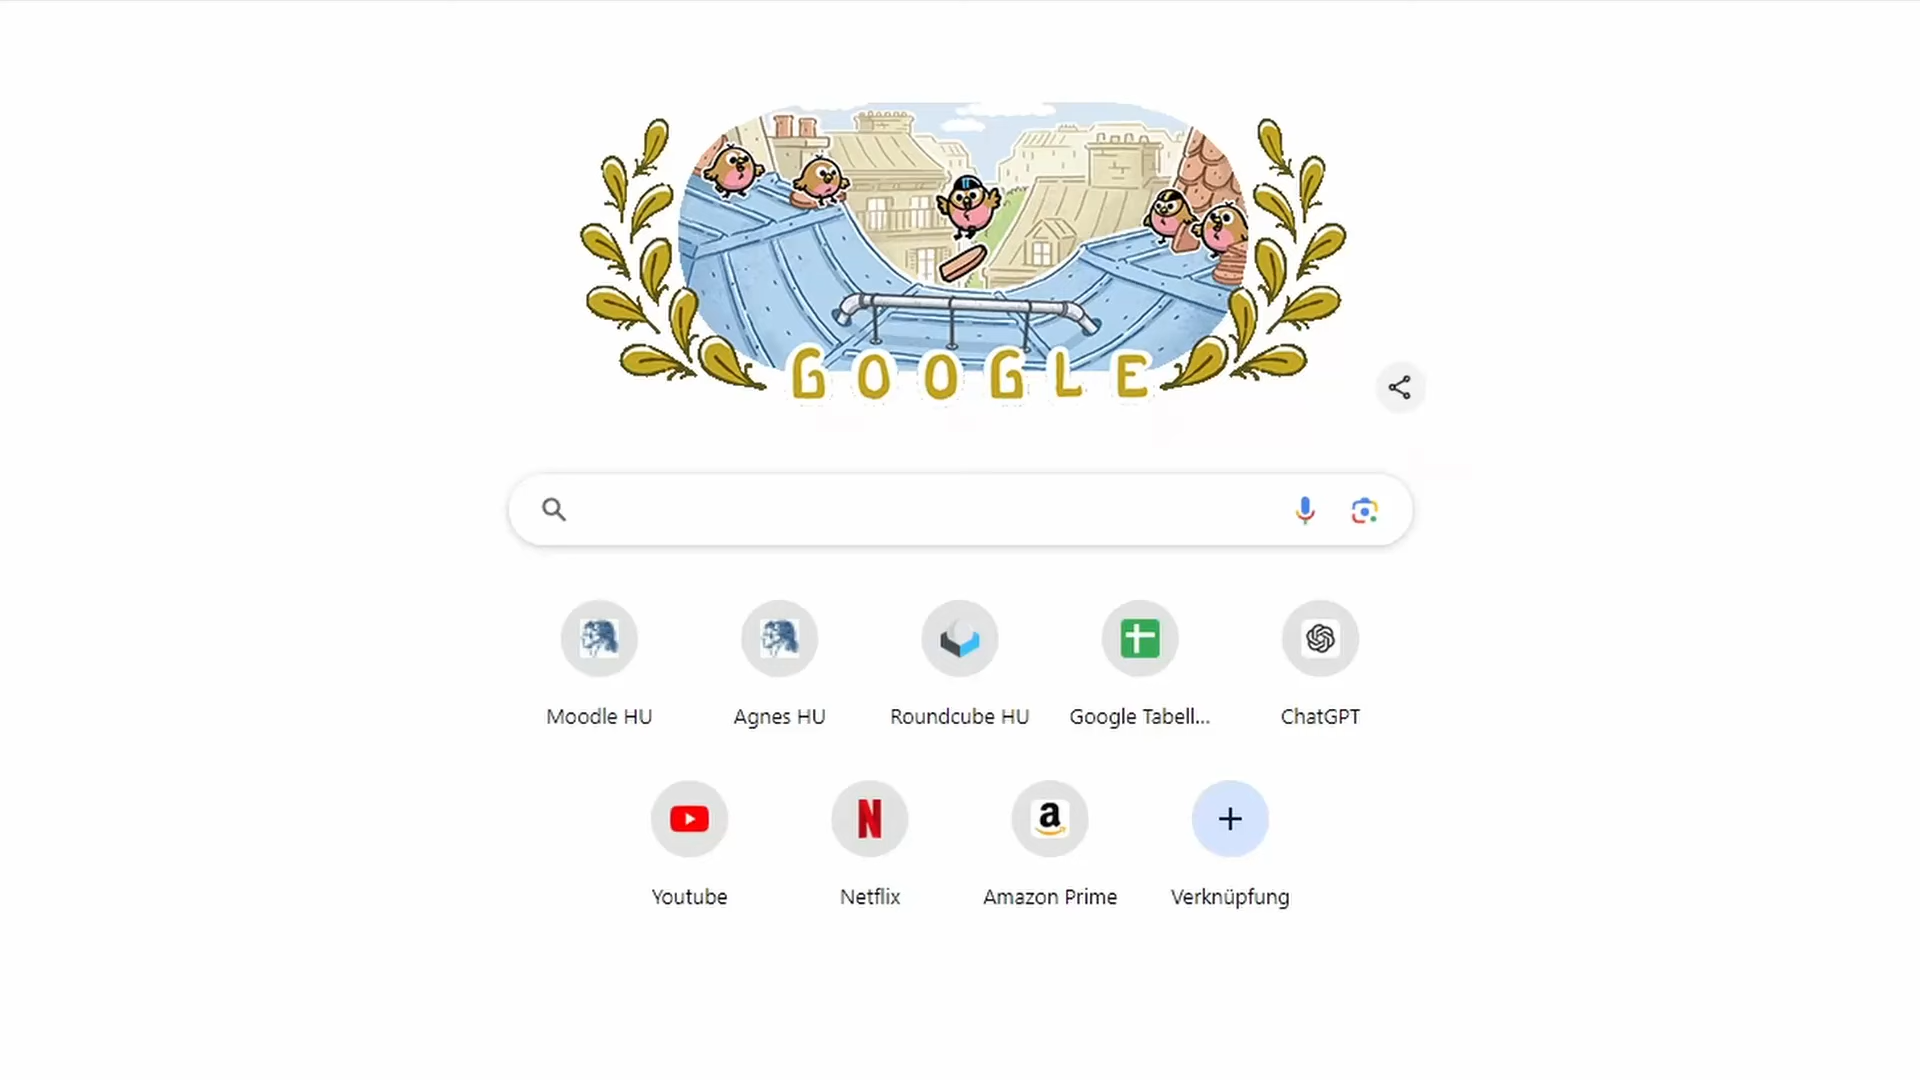 GOOGLE
Moodle HU
Agnes HU
Roundcube HU
Google Tabell...
ChatGPT
Youtube
Netflix
Amazon Prime
Verknüpfung